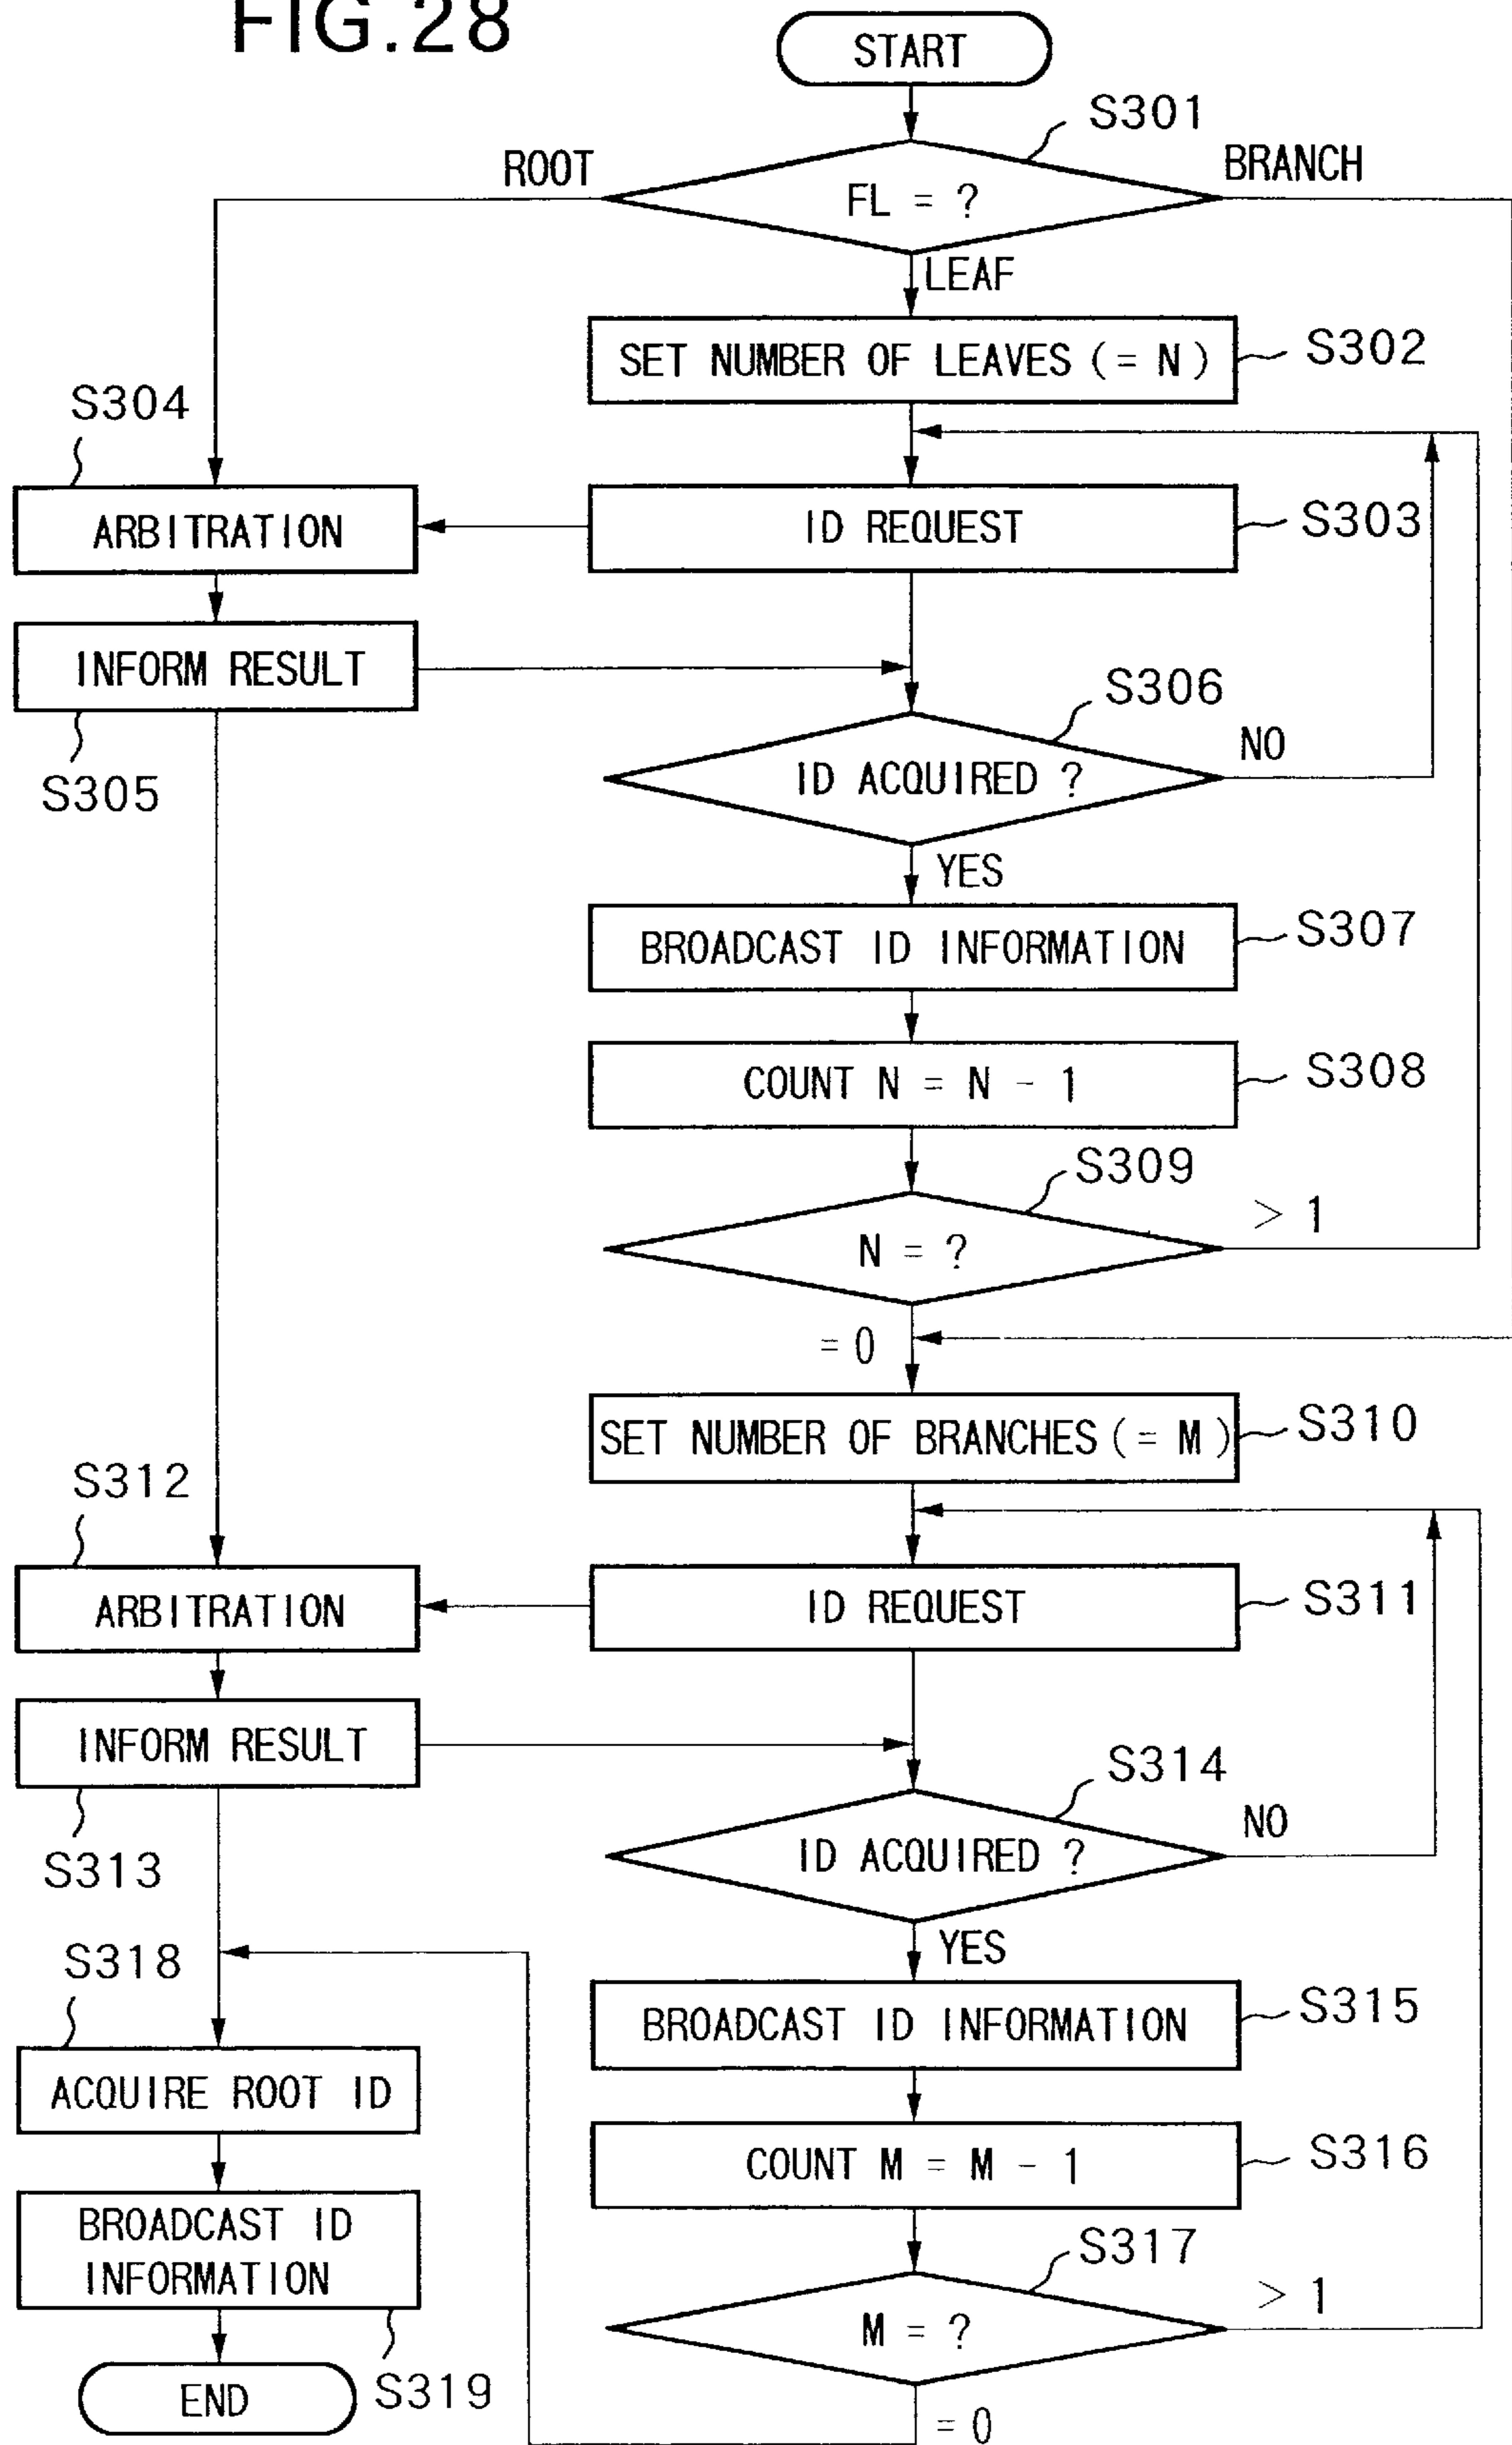 FIG.28
START
S301
ROOT
BRANCH
FL = ?
LEAF
SET NUMBER OF LEAVES (= N)
S302
S304
ARBITRATION
ID REQUEST
S303
INFORM RESULT
S305
S306
NO
ID ACQUIRED ?
YES
BROADCAST ID INFORMATION
S307
COUNT N = N - 1
S308
S309
> 1
N = ?
= 0
SET NUMBER OF BRANCHES (= M)
S310
S312
ARBITRATION
ID REQUEST
S311
INFORM RESULT
S313
S314
NO
ID ACQUIRED ?
YES
S318
BROADCAST ID INFORMATION
S315
ACQUIRE ROOT ID
COUNT M = M - 1
S316
BROADCAST ID
INFORMATION
S317
> 1
M = ?
S319
END
= 0